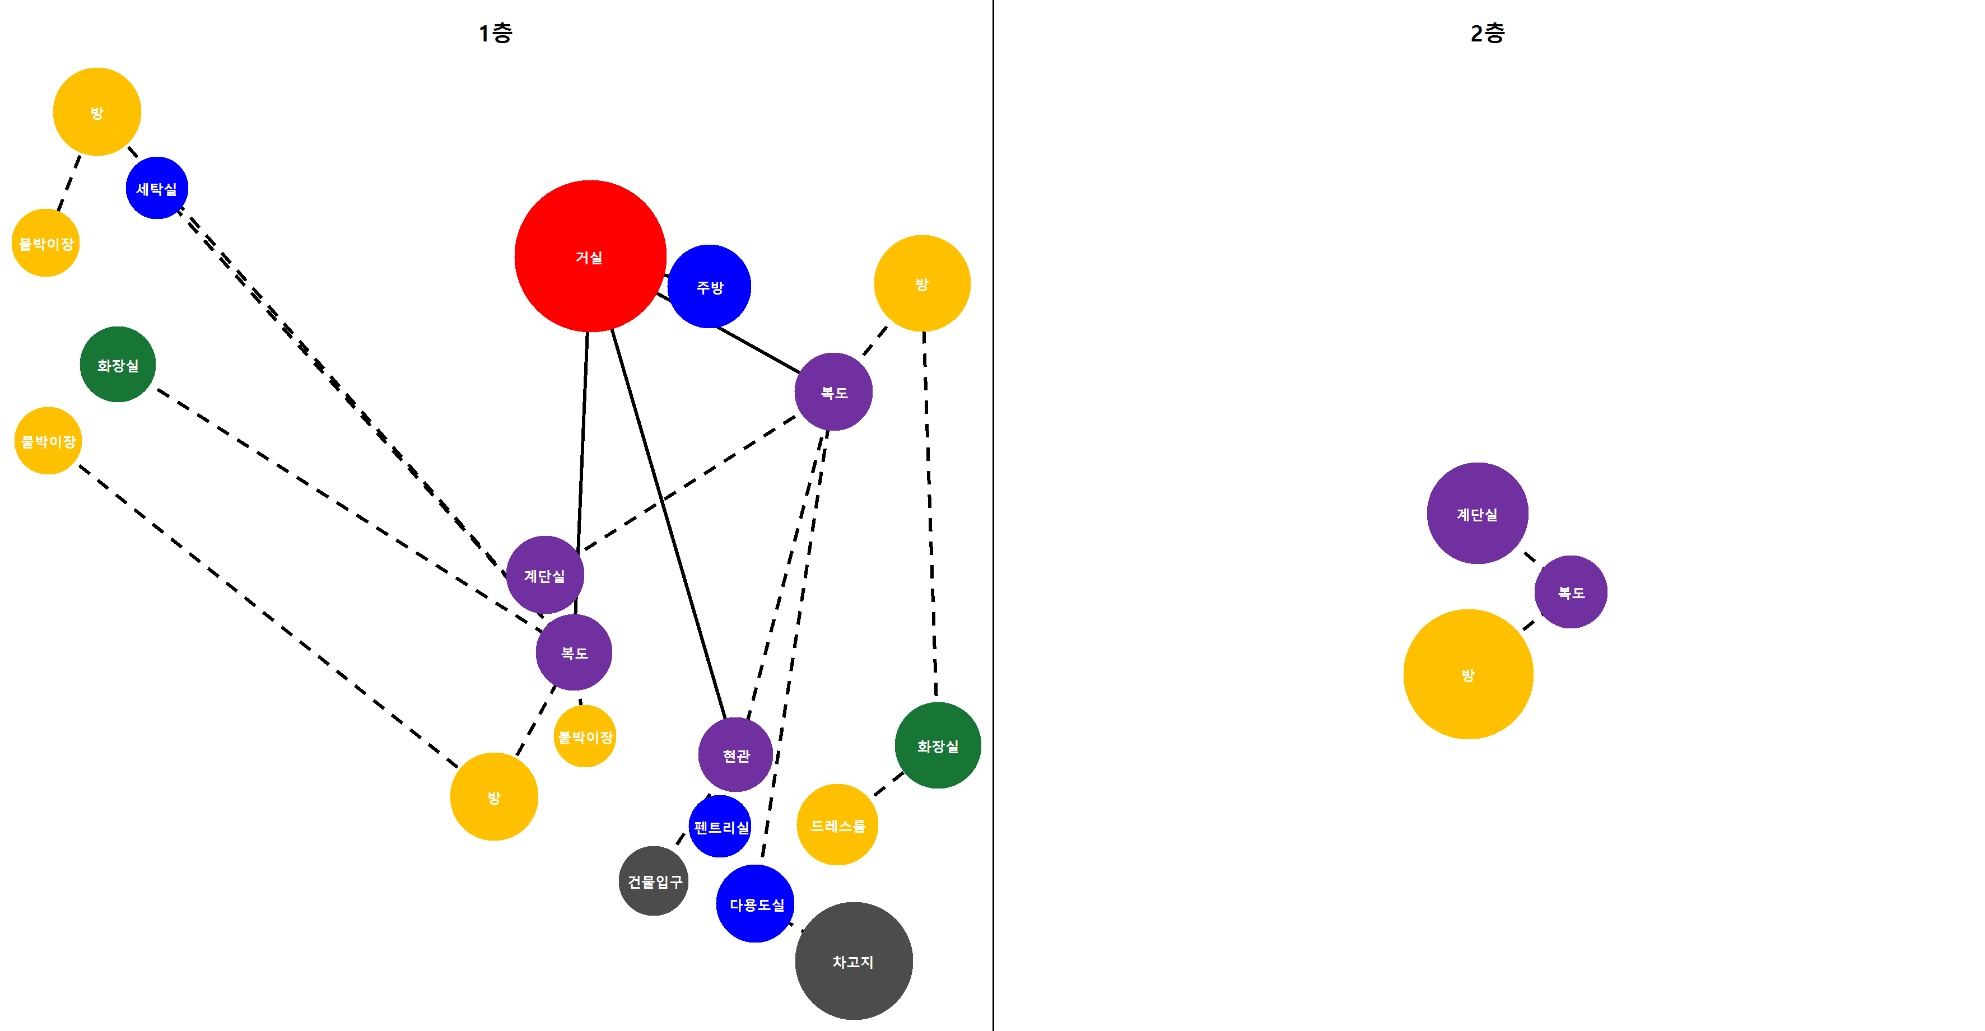 1층
방
세탁실
붙박이장
거실
주방
방
화장실
복도
붙박이장
계단실
복도
붙박이장
현관
화장실
방
펜트리실
드레스룸
건물입구
다용도실
차고지
2층
계단실
복도
방